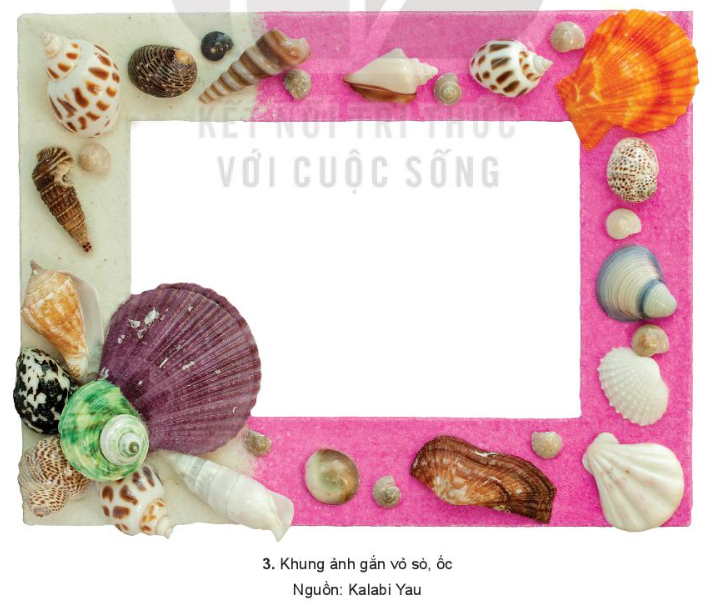 KẾT NỐI TRI THỨC
VỚI CUỘC SỐNG
3. Khung ảnh gắn vỏ sò, ốc
Nguồn: Kalabi Yau